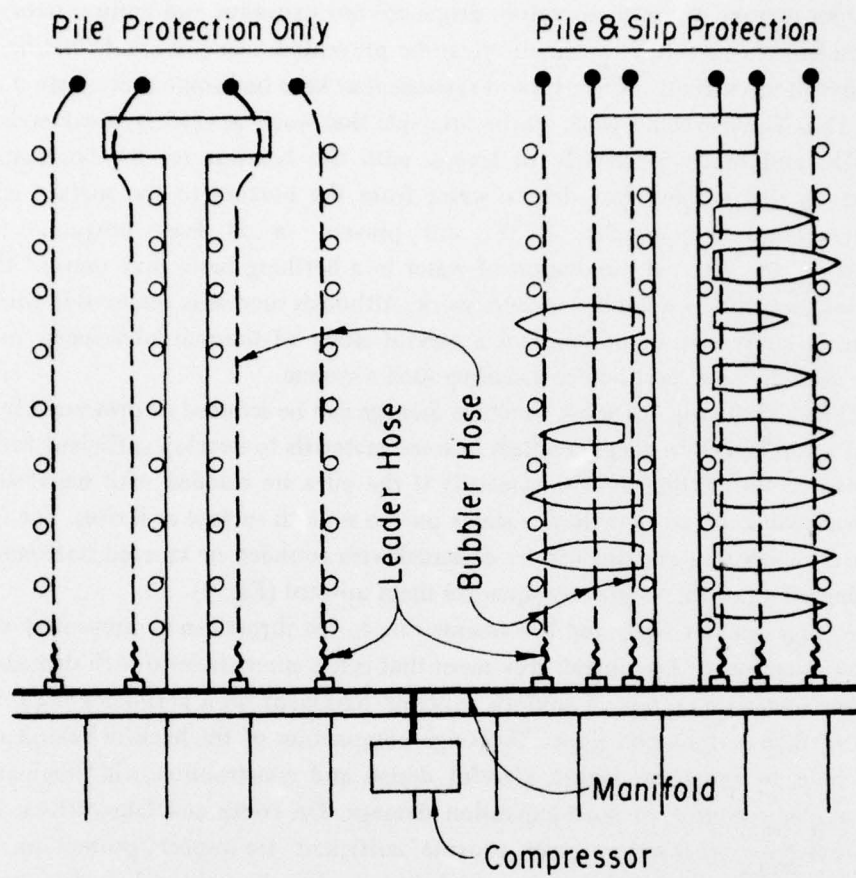 Pile Protection Only
Pile & Slip Protection
Leader Hose
Bubbler Hose
Manifold
Compressor